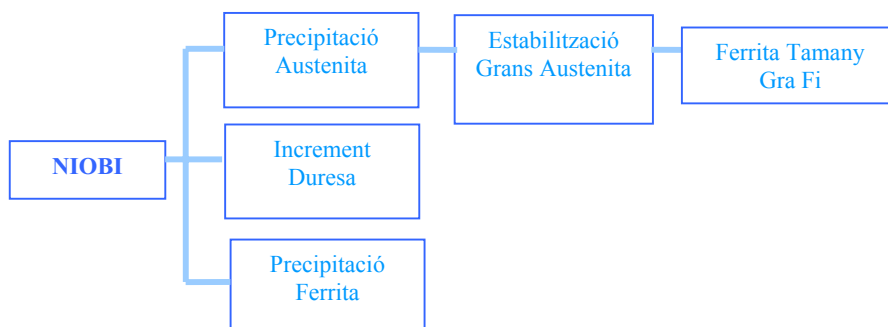 NIOBI
Precipitació
Austenita
Estabilització
Grans Austenita
Ferrita Tamany
Gra Fi
Increment
Duresa
Precipitació
Ferrita